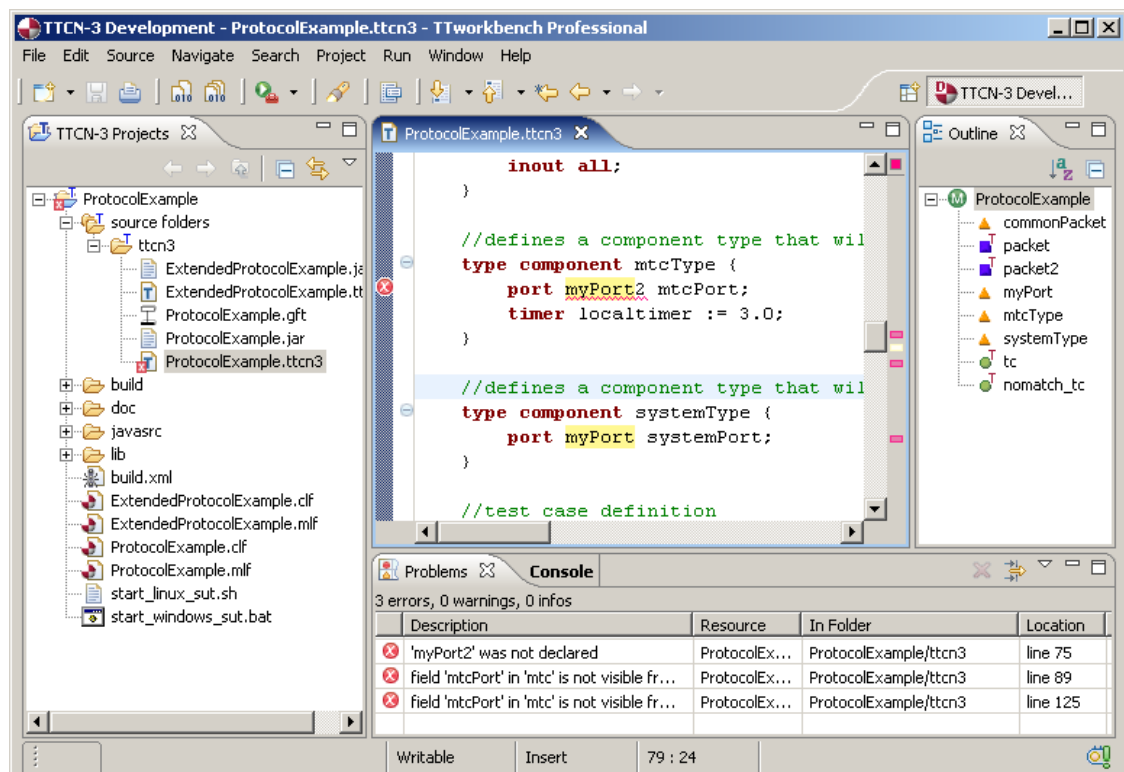 TTCN-3 Development - ProtocolExample.ttcn3 - TTworkbench Professional
File Edit Source Navigate Search Project Run Window Help
TTCN-3 Devel...
TTCN-3 Projects
ProtocolExample
source folders
ttcn3
ExtendedProtocolExample.ja
ExtendedProtocolExample.tt
ProtocolExample.gft
ProtocolExample.jar
ProtocolExample.ttcn3
build
doc
javasrc
lib
build.xml
ExtendedProtocolExample.clf
ExtendedProtocolExample.mlf
ProtocolExample.clf
ProtocolExample.mlf
start_linux_sut.sh
start_windows_sut.bat
ProtocolExample.ttcn3
inout all;
}
//defines a component type that wil
type component mtcType {
port myPort2 mtcPort;
timer localtimer := 3.0;
}
//defines a component type that wil
type component systemType {
port myPort systemPort;
}
//test case definition
Outline
ProtocolExample
commonPacket
packet
packet2
myPort
mtcType
systemType
tc
nomatch_tc
Problems Console
3 errors, 0 warnings, 0 infos
Description Resource In Folder Location
'myPort2' was not declared ProtocolEx... ProtocolExample/ttcn3 line 75
field 'mtcPort' in 'mtc' is not visible fr... ProtocolEx... ProtocolExample/ttcn3 line 89
field 'mtcPort' in 'mtc' is not visible fr... ProtocolEx... ProtocolExample/ttcn3 line 125
Writable Insert 79 : 24